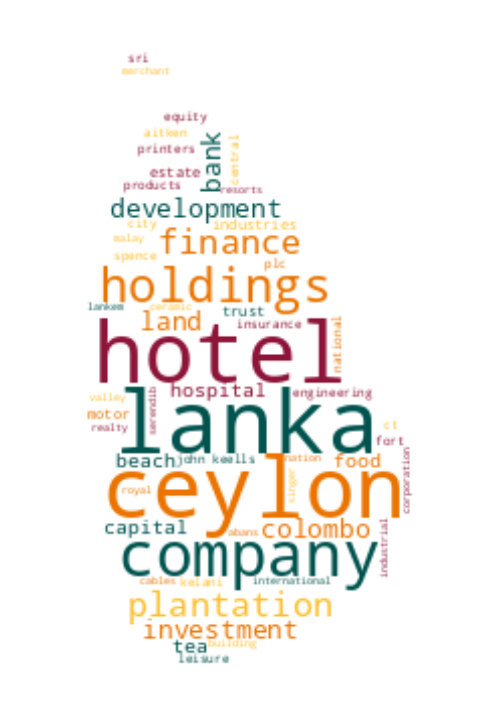 sri
merchant
equity
aitken
printers
bank
central
estate
products
resorts
development
city
industries
malay
finance
spence
plc
holdings
lankem
ceramic
trust
land
insurance
national
hotel
hospital
engineering
valley
serendib
lanka
motor
realty
ct
fort
beach
john keells
nation
food
corporation
ceylon
royal
singer
capital
abans
colombo
industrial
company
cables
kelani
international
plantation
investment
tea
building
leisure